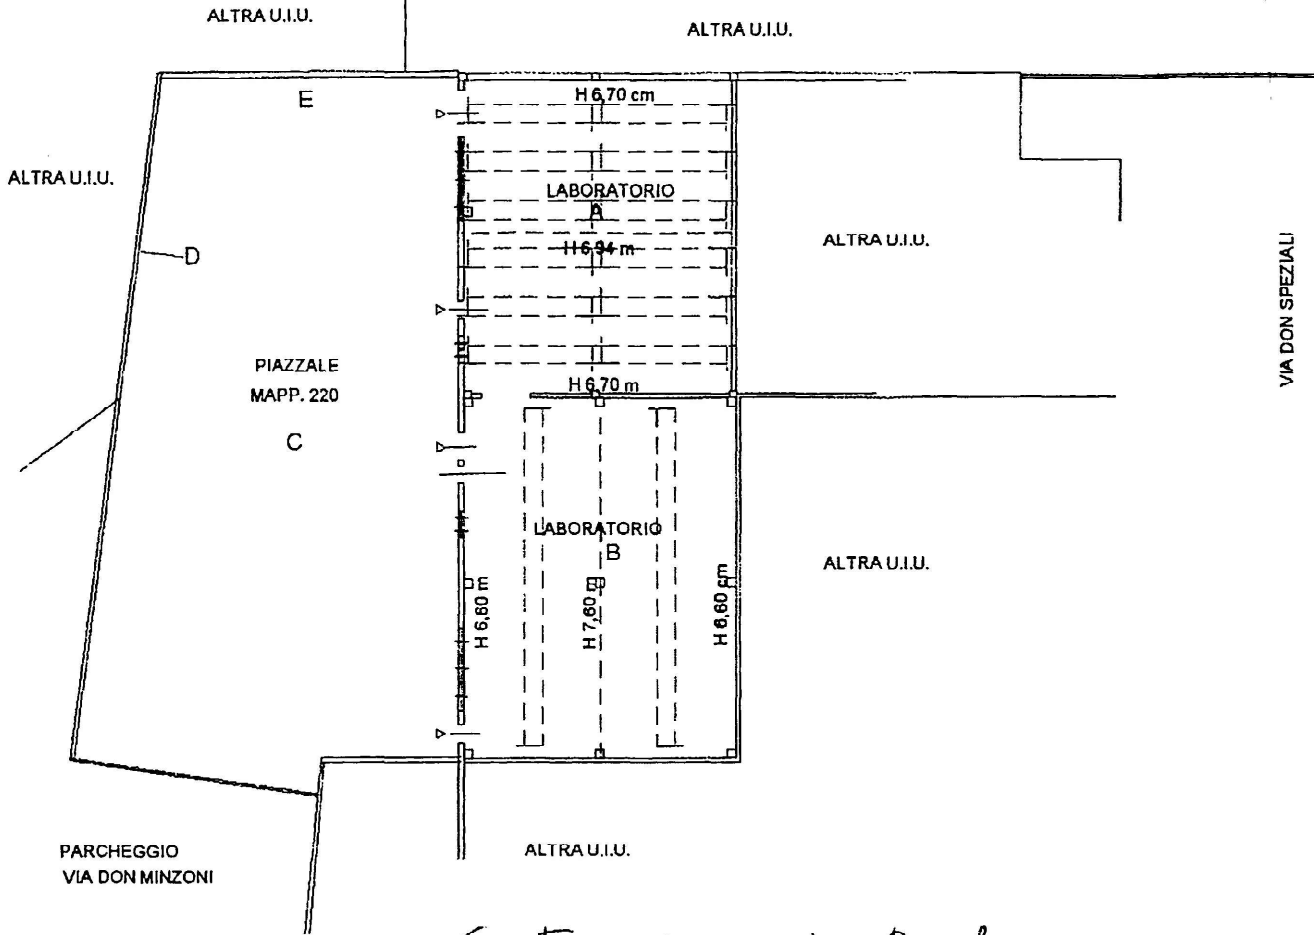 ALTRA U.I.U.
ALTRA U.I.U.
E
H 6,70 cm
ALTRA U.I.U.
LABORATORIO
A
D
H 6,94 m
ALTRA U.I.U.
VIA DON SPEZIALI
PIAZZALE
MAPP. 220
H 6,70 m
C
LABORATORIO
B
ALTRA U.I.U.
H 6,60 m
H 7,60 m
H 6,60 cm
PARCHEGGIO
VIA DON MINZONI
ALTRA U.I.U.